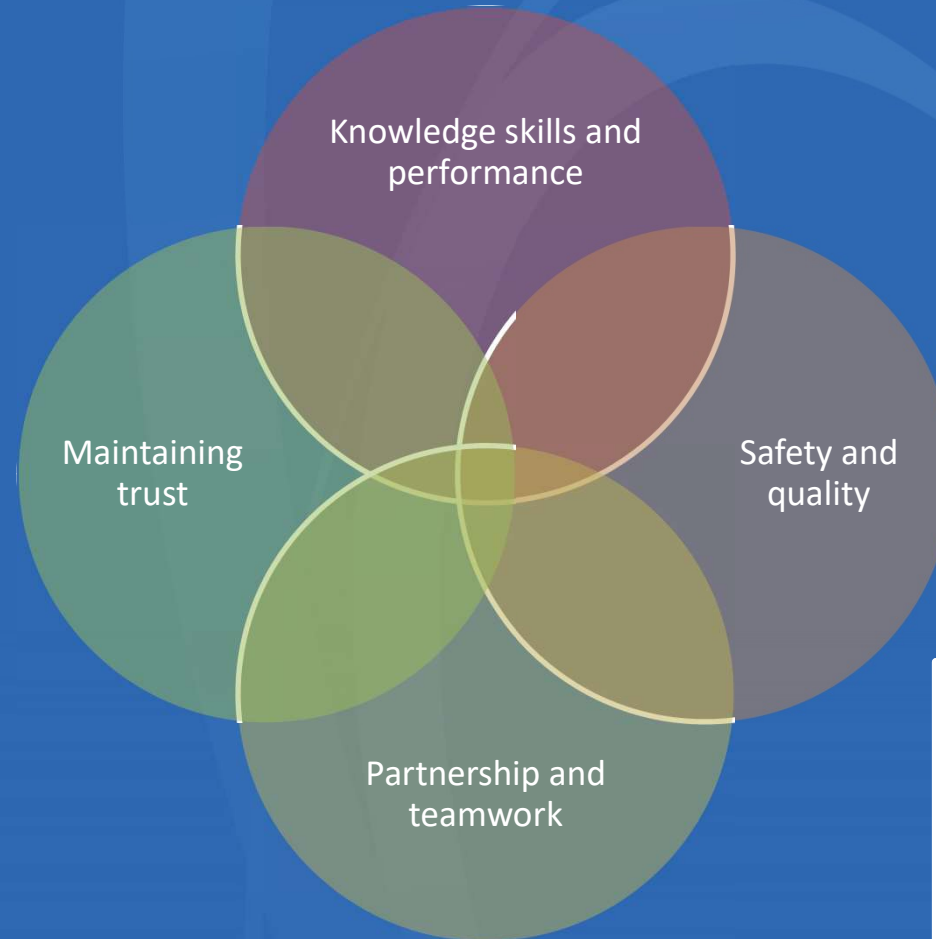 Knowledge skills and
performance
Maintaining
trust
Safety and
quality
Partnership and
teamwork